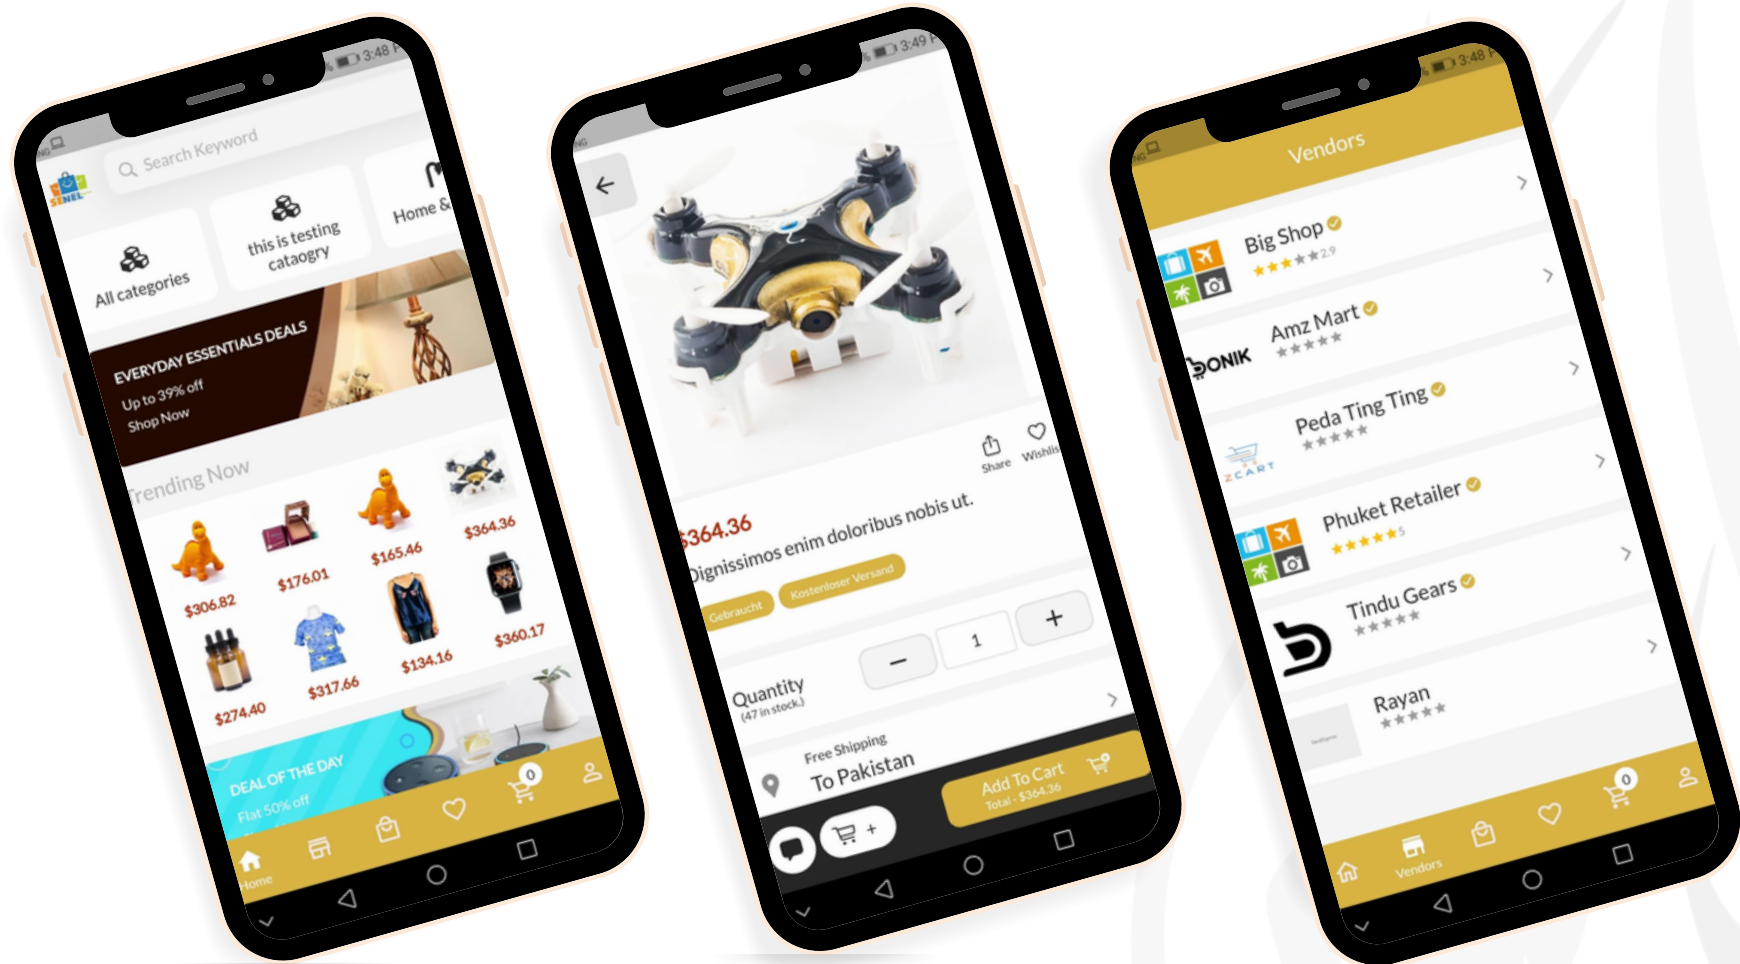 3:48
Search Keyword
SENEL
All categories
this is testing
cataogry
Home &
EVERYDAY ESSENTIALS DEALS
Up to 39% off
Shop Now
Trending Now
$306.82
$176.01
$165.46
$364.36
$274.40
$317.66
$134.16
$360.17
DEAL OF THE DAY
Flat 50% off
0
Home
3:49
Share
Wishlis
$364.36
Dignissimos enim doloribus nobis ut.
Gebraucht
Kostenloser Versand
Quantity
(47 in stock.)
1
Free Shipping
To Pakistan
Add To Cart
Total - $364.36
3:48
Vendors
Big Shop
2.9
Amz Mart
BONIK
Peda Ting Ting
ZCART
Phuket Retailer
5
Tindu Gears
Rayan
0
Vendors